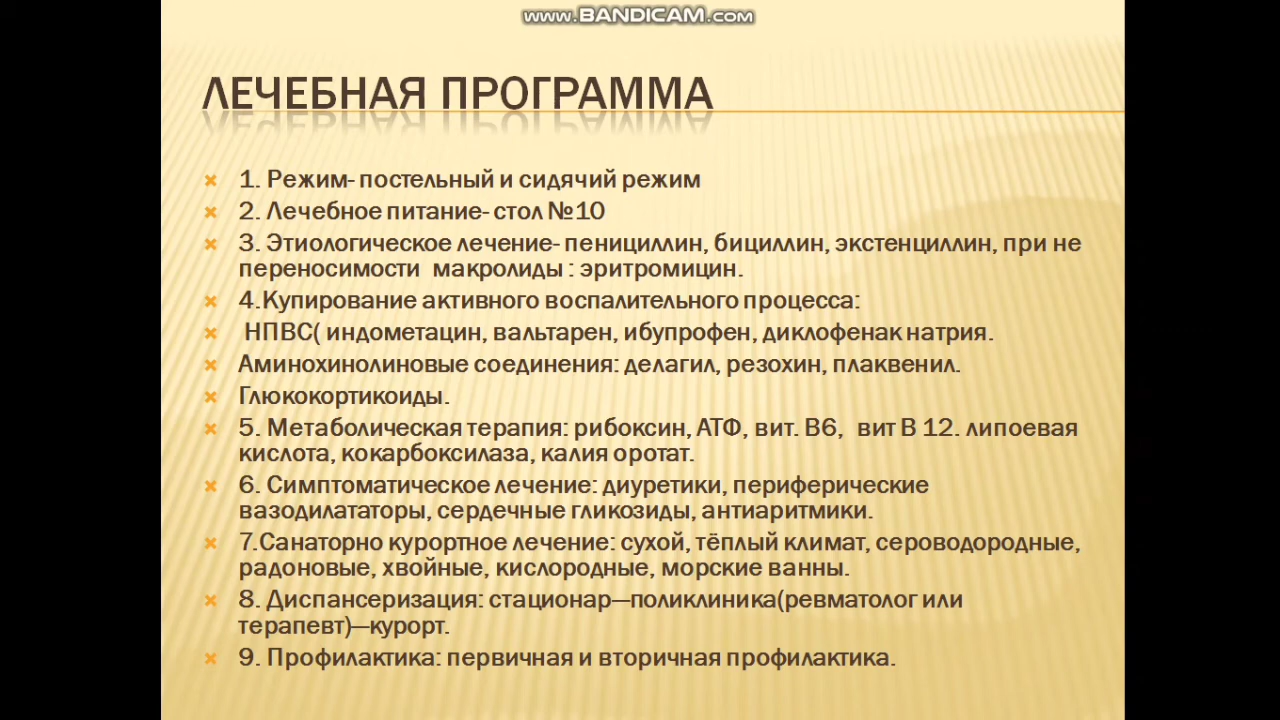 www.BANDICAM.com
ЛЕЧЕБНАЯ ПРОГРАММА
1. Режим- постельный и сидячий режим
2. Лечебное питание- стол №10
3. Этиологическое лечение- пенициллин, бициллин, экстенциллин, при не
переносимости макролиды : эритромицин.
4.Купирование активного воспалительного процесса:
НПВС( индометацин, вальтарен, ибупрофен, диклофенак натрия.
Аминохинолиновые соединения: делагил, резохин, плаквенил.
Глюкокортикоиды.
5. Метаболическая терапия: рибоксин, АТФ, вит. В6, вит В 12. липоевая
кислота, кокарбоксилаза, калия оротат.
6. Симптоматическое лечение: диуретики, периферические
вазодилататоры, сердечные гликозиды, антиаритмики.
7.Санаторно курортное лечение: сухой, тёплый климат, сероводородные,
радоновые, хвойные, кислородные, морские ванны.
8. Диспансеризация: стационар—поликлиника(ревматолог или
терапевт)—курорт.
9. Профилактика: первичная и вторичная профилактика.